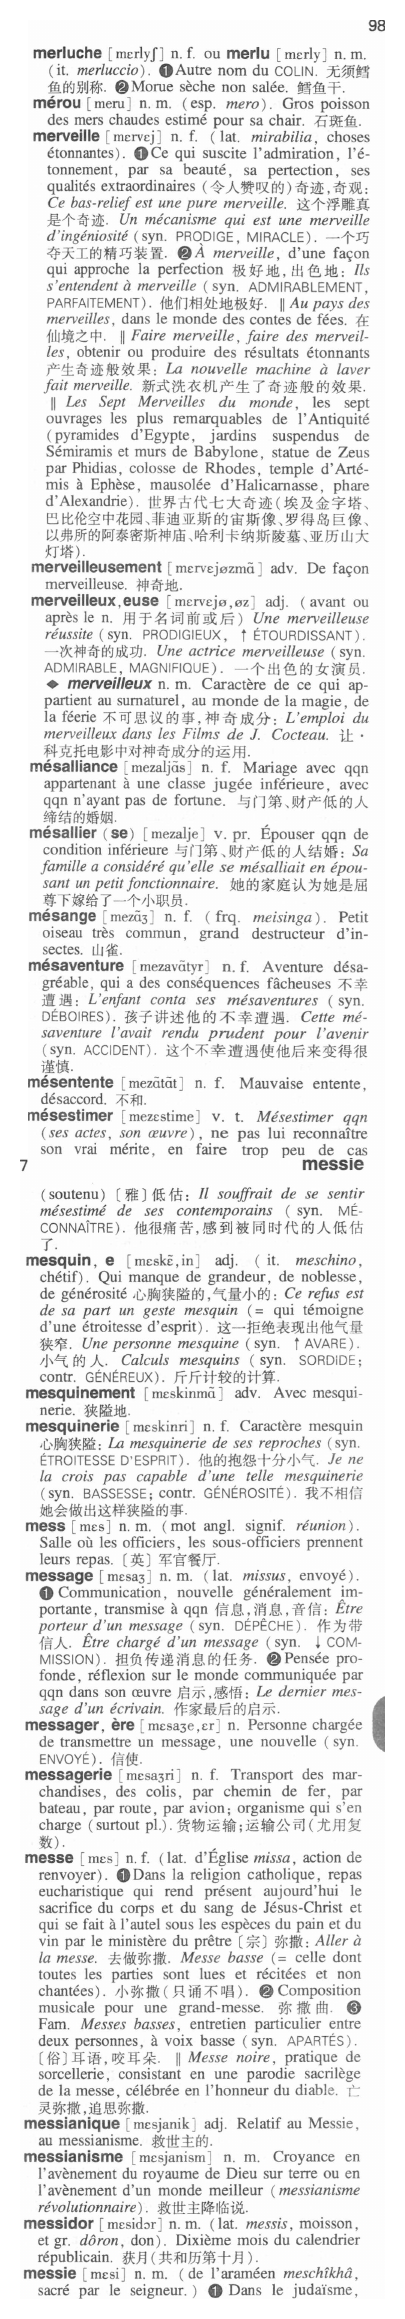 98
merluche [mɛrlyʃ] n. f. ou merlu [mɛrly] n. m.
(it. merluccio). ❶Autre nom du COLIN. 无须鳕
鱼的别称. ❷Morue sèche non salée. 鳕鱼干.
mérou [meru] n. m. (esp. mero). Gros poisson
des mers chaudes estimé pour sa chair. 石斑鱼.
merveille [mɛrvɛj] n. f. (lat. mirabilia, choses
étonnantes). ❶Ce qui suscite l'admiration, l'é-
tonnement, par sa beauté, sa pertection, ses
qualités extraordinaires (令人赞叹的)奇迹,奇观:
Ce bas-relief est une pure merveille. 这个浮雕真
是个奇迹. Un mécanisme qui est une merveille
d'ingéniosité (syn. PRODIGE, MIRACLE). 一个巧
夺天工的精巧装置. ❷À merveille, d'une façon
qui approche la perfection 极好地,出色地: Ils
s'entendent à merveille (syn. ADMIRABLEMENT,
PARFAITEMENT). 他们相处地极好. ‖ Au pays des
merveilles, dans le monde des contes de fées. 在
仙境之中. ‖ Faire merveille, faire des merveil-
les, obtenir ou produire des résultats étonnants
产生奇迹般效果: La nouvelle machine à laver
fait merveille. 新式洗衣机产生了奇迹般的效果.
‖ Les Sept Merveilles du monde, les sept
ouvrages les plus remarquables de l'Antiquité
(pyramides d'Egypte, jardins suspendus de
Sémiramis et murs de Babylone, statue de Zeus
par Phidias, colosse de Rhodes, temple d'Arté-
mis à Ephèse, mausolée d'Halicarnasse, phare
d'Alexandrie). 世界古代七大奇迹(埃及金字塔、
巴比伦空中花园、菲迪亚斯的宙斯像、罗得岛巨像、
以弗所的阿泰密斯神庙、哈利卡纳斯陵墓、亚历山大
灯塔).
merveilleusement [mɛrvɛjøzmɑ̃] adv. De façon
merveilleuse. 神奇地.
merveilleux,euse [mɛrvɛjø,øz] adj. (avant ou
après le n. 用于名词前或后) Une merveilleuse
réussite (syn. PRODIGIEUX, ↑ ÉTOURDISSANT).
一次神奇的成功. Une actrice merveilleuse (syn.
ADMIRABLE, MAGNIFIQUE). 一个出色的女演员.
◆ merveilleux n. m. Caractère de ce qui ap-
partient au surnaturel, au monde de la magie, de
la féerie 不可思议的事,神奇成分: L'emploi du
merveilleux dans les Films de J. Cocteau. 让·
科克托电影中对神奇成分的运用.
mésalliance [mezaljɑ̃s] n. f. Mariage avec qqn
appartenant à une classe jugée inférieure, avec
qqn n'ayant pas de fortune. 与门第、财产低的人
缔结的婚姻.
mésallier (se) [mezalje] v. pr. Épouser qqn de
condition inférieure 与门第、财产低的人结婚: Sa
famille a considéré qu'elle se mésalliait en épou-
sant un petit fonctionnaire. 她的家庭认为她是屈
尊下嫁给了一个小职员.
mésange [mezɑ̃ʒ] n. f. (frq. meisinga). Petit
oiseau très commun, grand destructeur d'in-
sectes. 山雀.
mésaventure [mezavɑ̃tyr] n. f. Aventure désa-
gréable, qui a des conséquences fâcheuses 不幸
遭遇: L'enfant conta ses mésaventures (syn.
DÉBOIRES). 孩子讲述他的不幸遭遇. Cette mé-
saventure l'avait rendu prudent pour l'avenir
(syn. ACCIDENT). 这个不幸遭遇使他后来变得很
谨慎.
mésentente [mezɑ̃tɑ̃t] n. f. Mauvaise entente,
désaccord. 不和.
mésestimer [mezɛstime] v. t. Mésestimer qqn
(ses actes, son œuvre), ne pas lui reconnaître
son vrai mérite, en faire trop peu de cas
7 messie
(soutenu) 〔雅〕低估: Il souffrait de se sentir
mésestimé de ses contemporains (syn. MÉ-
CONNAÎTRE). 他很痛苦,感到被同时代的人低估
了.
mesquin, e [mɛskɛ̃,in] adj. (it. meschino,
chétif). Qui manque de grandeur, de noblesse,
de générosité 心胸狭隘的,气量小的: Ce refus est
de sa part un geste mesquin (= qui témoigne
d'une étroitesse d'esprit). 这一拒绝表现出他气量
狭窄. Une personne mesquine (syn. ↑ AVARE).
小气的人. Calculs mesquins (syn. SORDIDE;
contr. GÉNÉREUX). 斤斤计较的计算.
mesquinement [mɛskinmɑ̃] adv. Avec mesqui-
nerie. 狭隘地.
mesquinerie [mɛskinri] n. f. Caractère mesquin
心胸狭隘: La mesquinerie de ses reproches (syn.
ÉTROITESSE D'ESPRIT). 他的抱怨十分小气. Je ne
la crois pas capable d'une telle mesquinerie
(syn. BASSESSE; contr. GÉNÉROSITÉ). 我不相信
她会做出这样狭隘的事.
mess [mɛs] n. m. (mot angl. signif. réunion).
Salle où les officiers, les sous-officiers prennent
leurs repas. 〔英〕军官餐厅.
message [mɛsaʒ] n. m. (lat. missus, envoyé).
❶ Communication, nouvelle généralement im-
portante, transmise à qqn 信息,消息,音信: Être
porteur d'un message (syn. DÉPÊCHE). 作为带
信人. Être chargé d'un message (syn. ↓ COM-
MISSION). 担负传递消息的任务. ❷Pensée pro-
fonde, réflexion sur le monde communiquée par
qqn dans son œuvre 启示,感悟: Le dernier mes-
sage d'un écrivain. 作家最后的启示.
messager, ère [mɛsaʒe,ɛr] n. Personne chargée
de transmettre un message, une nouvelle (syn.
ENVOYÉ). 信使.
messagerie [mɛsaʒri] n. f. Transport des mar-
chandises, des colis, par chemin de fer, par
bateau, par route, par avion; organisme qui s'en
charge (surtout pl.). 货物运输;运输公司(尤用复
数).
messe [mɛs] n. f. (lat. d'Église missa, action de
renvoyer). ❶Dans la religion catholique, repas
eucharistique qui rend présent aujourd'hui le
sacrifice du corps et du sang de Jésus-Christ et
qui se fait à l'autel sous les espèces du pain et du
vin par le ministère du prêtre〔宗〕弥撒: Aller à
la messe. 去做弥撒. Messe basse (= celle dont
toutes les parties sont lues et récitées et non
chantées). 小弥撒(只诵不唱). ❷ Composition
musicale pour une grand-messe. 弥撒曲. ❸
Fam. Messes basses, entretien particulier entre
deux personnes, à voix basse (syn. APARTÉS).
〔俗〕耳语,咬耳朵. ‖ Messe noire, pratique de
sorcellerie, consistant en une parodie sacrilège
de la messe, célébrée en l'honneur du diable. 亡
灵弥撒,追思弥撒.
messianique [mɛsjanik] adj. Relatif au Messie,
au messianisme. 救世主的.
messianisme [mɛsjanism] n. m. Croyance en
l'avènement du royaume de Dieu sur terre ou en
l'avènement d'un monde meilleur (messianisme
révolutionnaire). 救世主降临说.
messidor [mɛsidɔr] n. m. (lat. messis, moisson,
et gr. dôron, don). Dixième mois du calendrier
républicain. 获月(共和历第十月).
messie [mɛsi] n. m. (de l'araméen meschîkhâ,
sacré par le seigneur.) ❶ Dans le judaïsme,